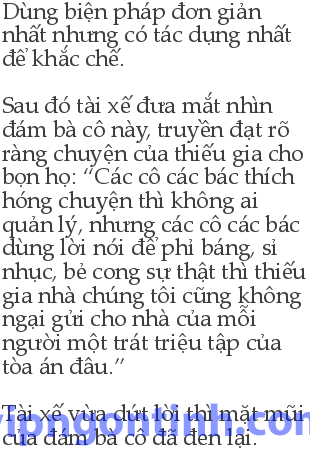 Dùng biện pháp đơn giản
nhất nhưng có tác dụng nhất
để khắc chế.
Sau đó tài xế đưa mắt nhìn
đám bà cô này, truyền đạt rõ
ràng chuyện của thiếu gia cho
bọn họ: “Các cô các bác thích
hóng chuyện thì không ai
quản lý, nhưng các cô các bác
dùng lời nói để phỉ báng, sỉ
nhục, bẻ cong sự thật thì thiếu
gia nhà chúng tôi cũng không
ngại gửi cho nhà của mỗi
người một trát triệu tập của
tòa án đâu.”
Tài xế vừa dứt lời thì mặt mũi
của đám bà cô đã đen lại.
vipngontinh.com